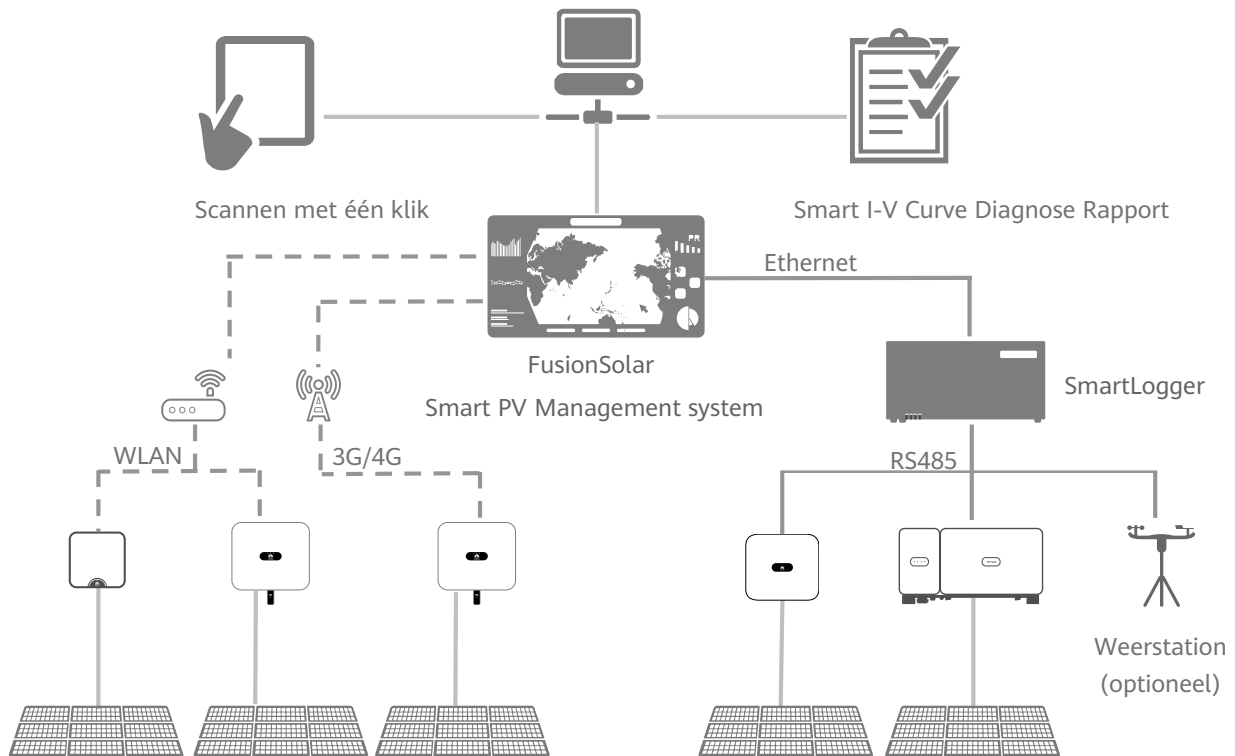 Scannen met één klik
Smart I-V Curve Diagnose Rapport
Ethernet
FusionSolar
Smart PV Management system
SmartLogger
WLAN
3G/4G
RS485
Weerstation
(optioneel)